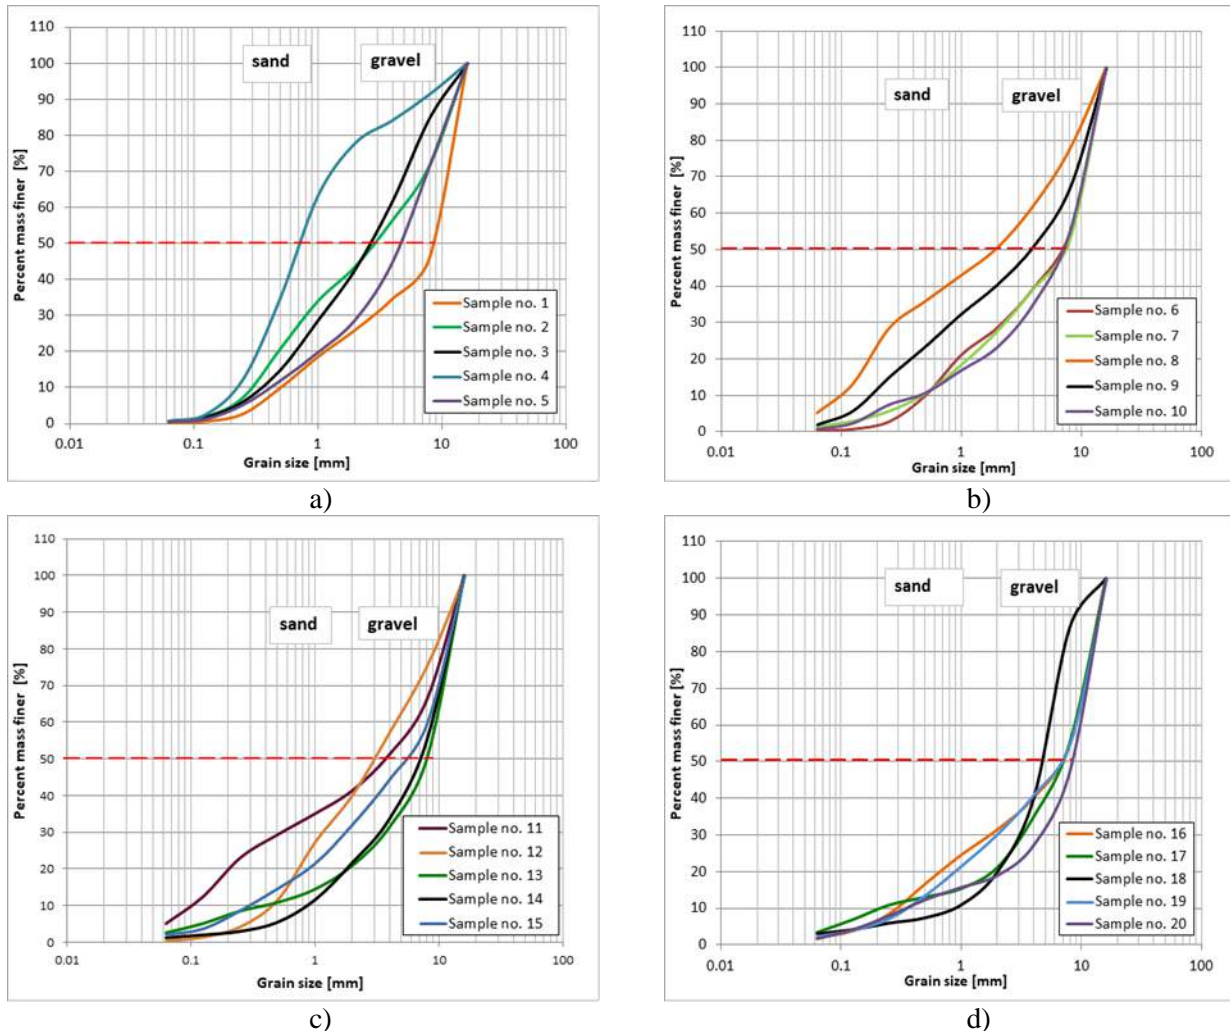 110
100
90
80
70
60
50
40
30
20
10
0
Percent mass finer [%]
sand
gravel
Sample no. 1
Sample no. 2
Sample no. 3
Sample no. 4
Sample no. 5
0.01 0.1 1 10 100
Grain size [mm]
a)
110
100
90
80
70
60
50
40
30
20
10
0
Percent mass finer [%]
sand
gravel
Sample no. 6
Sample no. 7
Sample no. 8
Sample no. 9
Sample no. 10
0.01 0.1 1 10 100
Grain size [mm]
b)
110
100
90
80
70
60
50
40
30
20
10
0
Percent mass finer [%]
sand
gravel
Sample no. 11
Sample no. 12
Sample no. 13
Sample no. 14
Sample no. 15
0.01 0.1 1 10 100
Grain size [mm]
c)
110
100
90
80
70
60
50
40
30
20
10
0
Percent mass finer [%]
sand
gravel
Sample no. 16
Sample no. 17
Sample no. 18
Sample no. 19
Sample no. 20
0.01 0.1 1 10 100
Grain size [mm]
d)